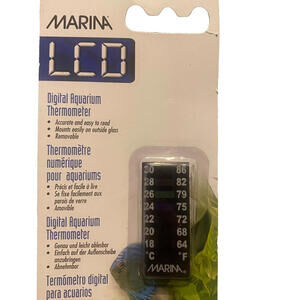 MARINA
LCD
Digital Aquarium
Thermometer
• Accurate and easy to read
• Mounts easily on outside glass
• Removable
Thermomètre
numérique
pour aquariums
• Précis et facile à lire
• Se fixe facilement aux
parois de verre
• Amovible
Digital Aquarium
Thermometer
• Genau und leicht ablesbar
• Einfach auf der Außenscheibe
anzubringen
• Abnehmbar
Termómetro digital
para acuarios
30 86
28 82
26 79
24 75
22 72
20 68
18 64
°C °F
MARINA